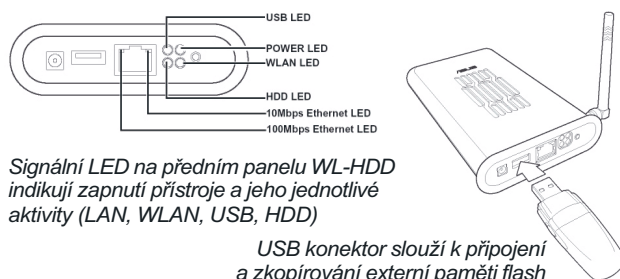 USB LED
POWER LED
WLAN LED
HDD LED
10Mbps Ethernet LED
100Mbps Ethernet LED
ASUS
Signální LED na předním panelu WL-HDD
indikují zapnutí přístroje a jeho jednotlivé
aktivity (LAN, WLAN, USB, HDD)
USB konektor slouží k připojení
a zkopírování externí paměti flash